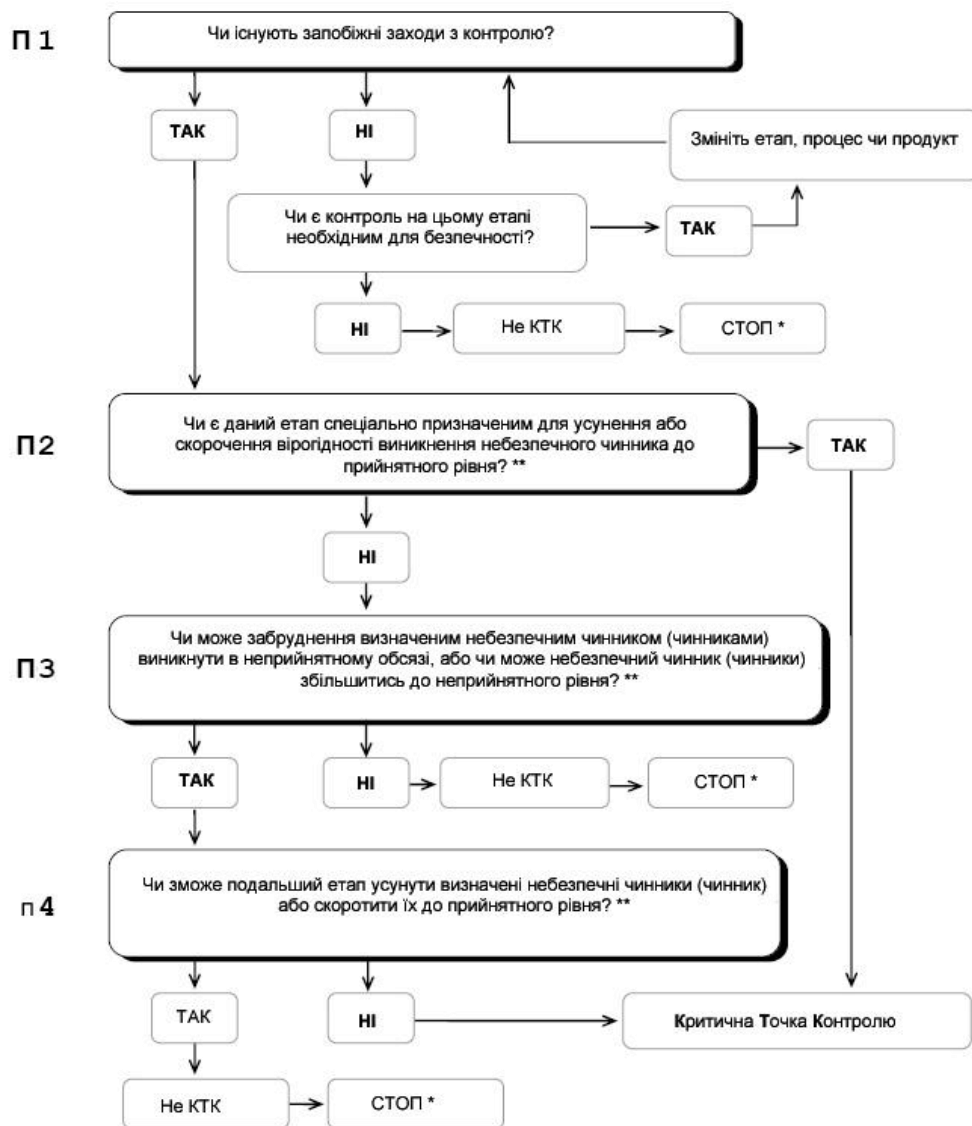 П 1
Чи існують запобіжні заходи з контролю?
ТАК
НІ
Змініть етап, процес чи продукт
Чи є контроль на цьому етапі
необхідним для безпечності?
ТАК
НІ
Не КТК
СТОП *
П2
Чи є даний етап спеціально призначеним для усунення або
скорочення вірогідності виникнення небезпечного чинника до
прийнятного рівня? **
ТАК
НІ
П3
Чи може забруднення визначеним небезпечним чинником (чинниками)
виникнути в неприйнятному обсязі, або чи може небезпечний чинник (чинники)
збільшитись до неприйнятного рівня? **
ТАК
НІ
Не КТК
СТОП *
п 4
Чи зможе подальший етап усунути визначені небезпечні чинники (чинник)
або скоротити їх до прийнятного рівня? **
ТАК
НІ
Критична Точка Контролю
Не КТК
СТОП *